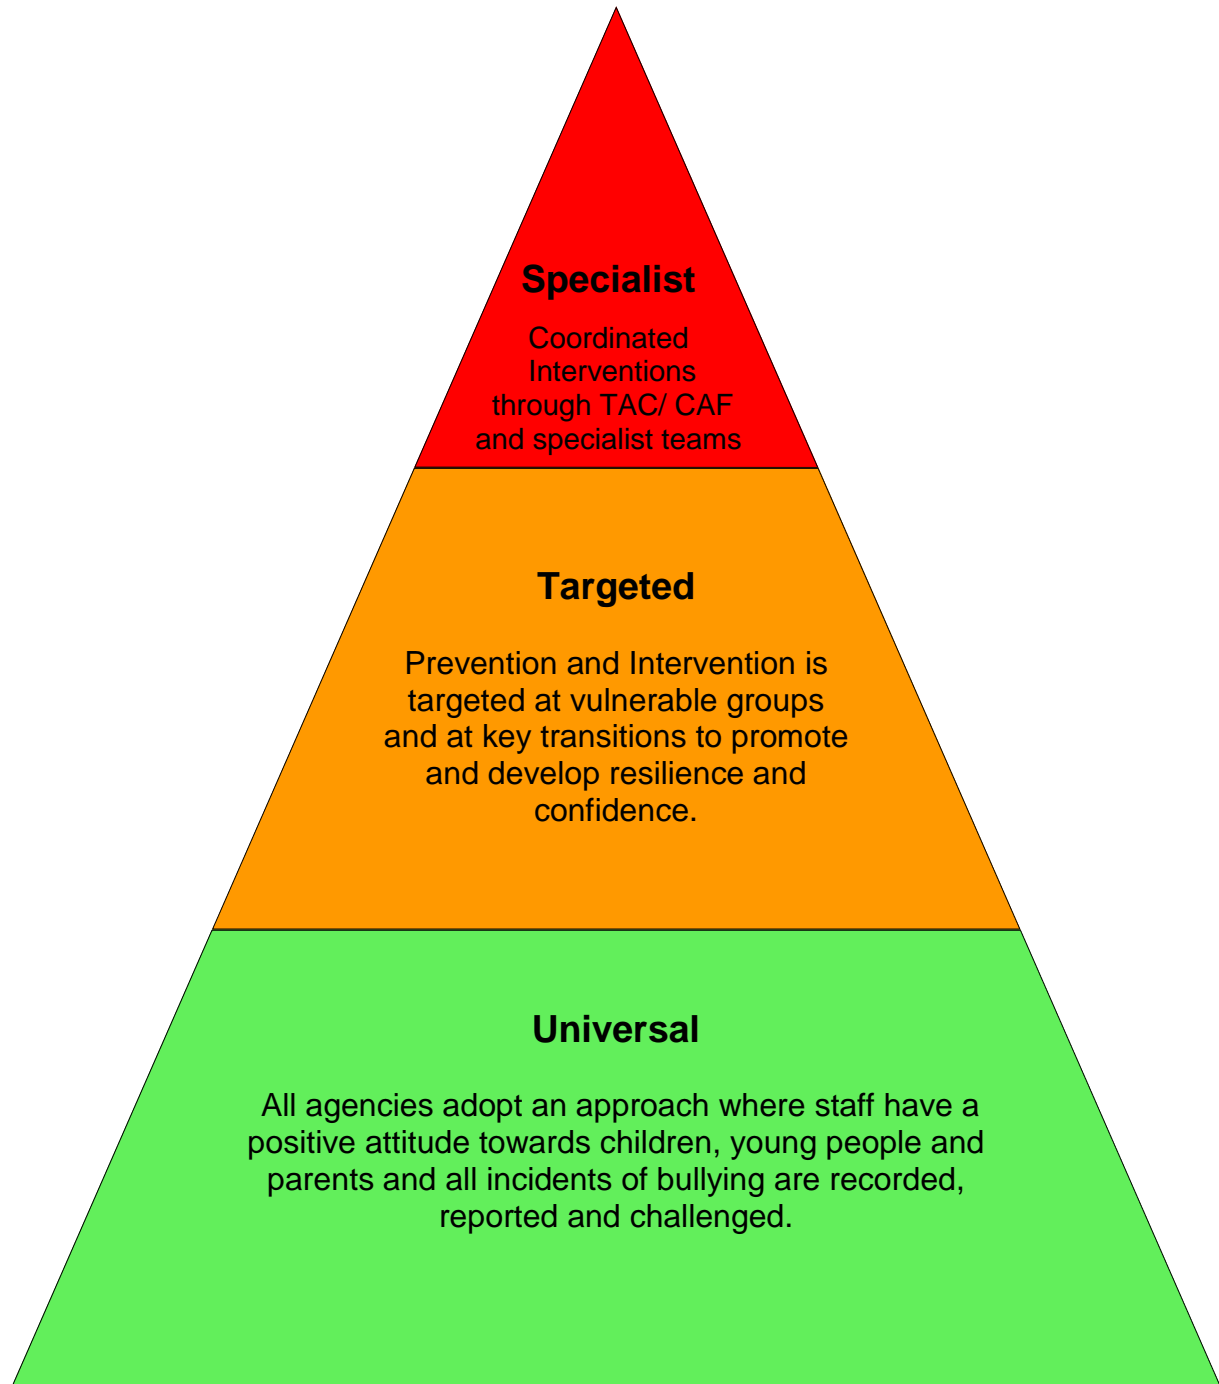 Specialist
Coordinated
Interventions
through TAC/ CAF
and specialist teams
Targeted
Prevention and Intervention is
targeted at vulnerable groups
and at key transitions to promote
and develop resilience and
confidence.
Universal
All agencies adopt an approach where staff have a
positive attitude towards children, young people and
parents and all incidents of bullying are recorded,
reported and challenged.